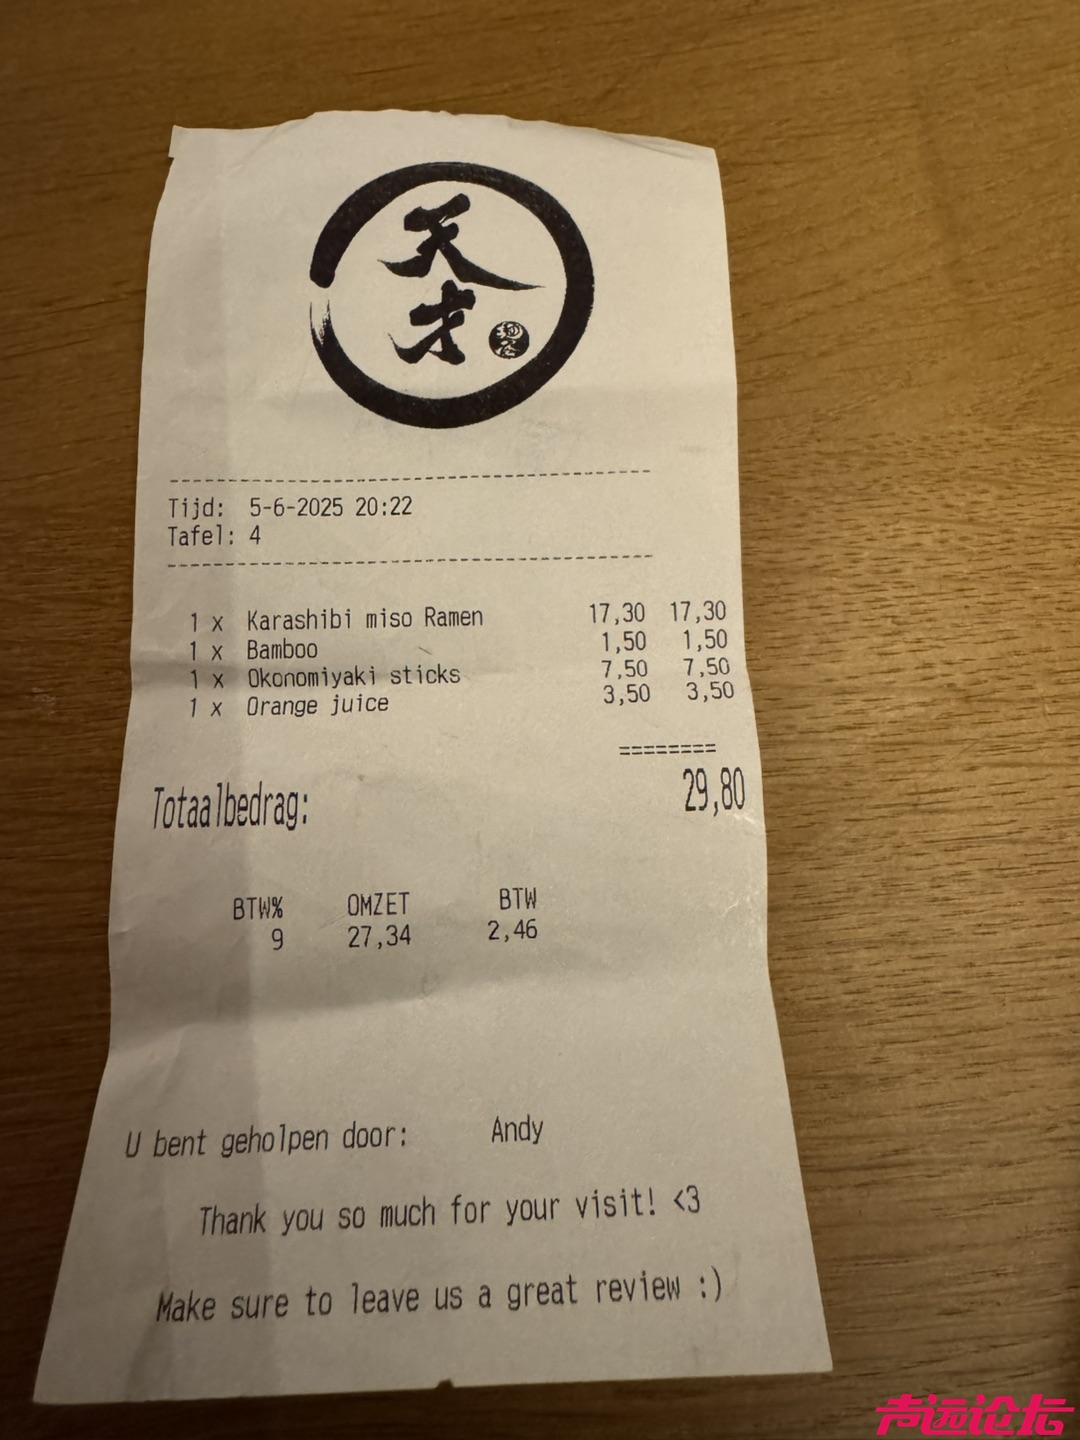 天
才
Tijd: 5-6-2025 20:22
Tafel: 4
1 x Karashibi miso Ramen 17,30 17,30
1 x Bamboo 1,50 1,50
1 x Okonomiyaki sticks 7,50 7,50
1 x Orange juice 3,50 3,50
========
Totaalbedrag: 29,80
BTW% OMZET BTW
9 27,34 2,46
U bent geholpen door: Andy
Thank you so much for your visit! <3
Make sure to leave us a great review :)
声远论坛